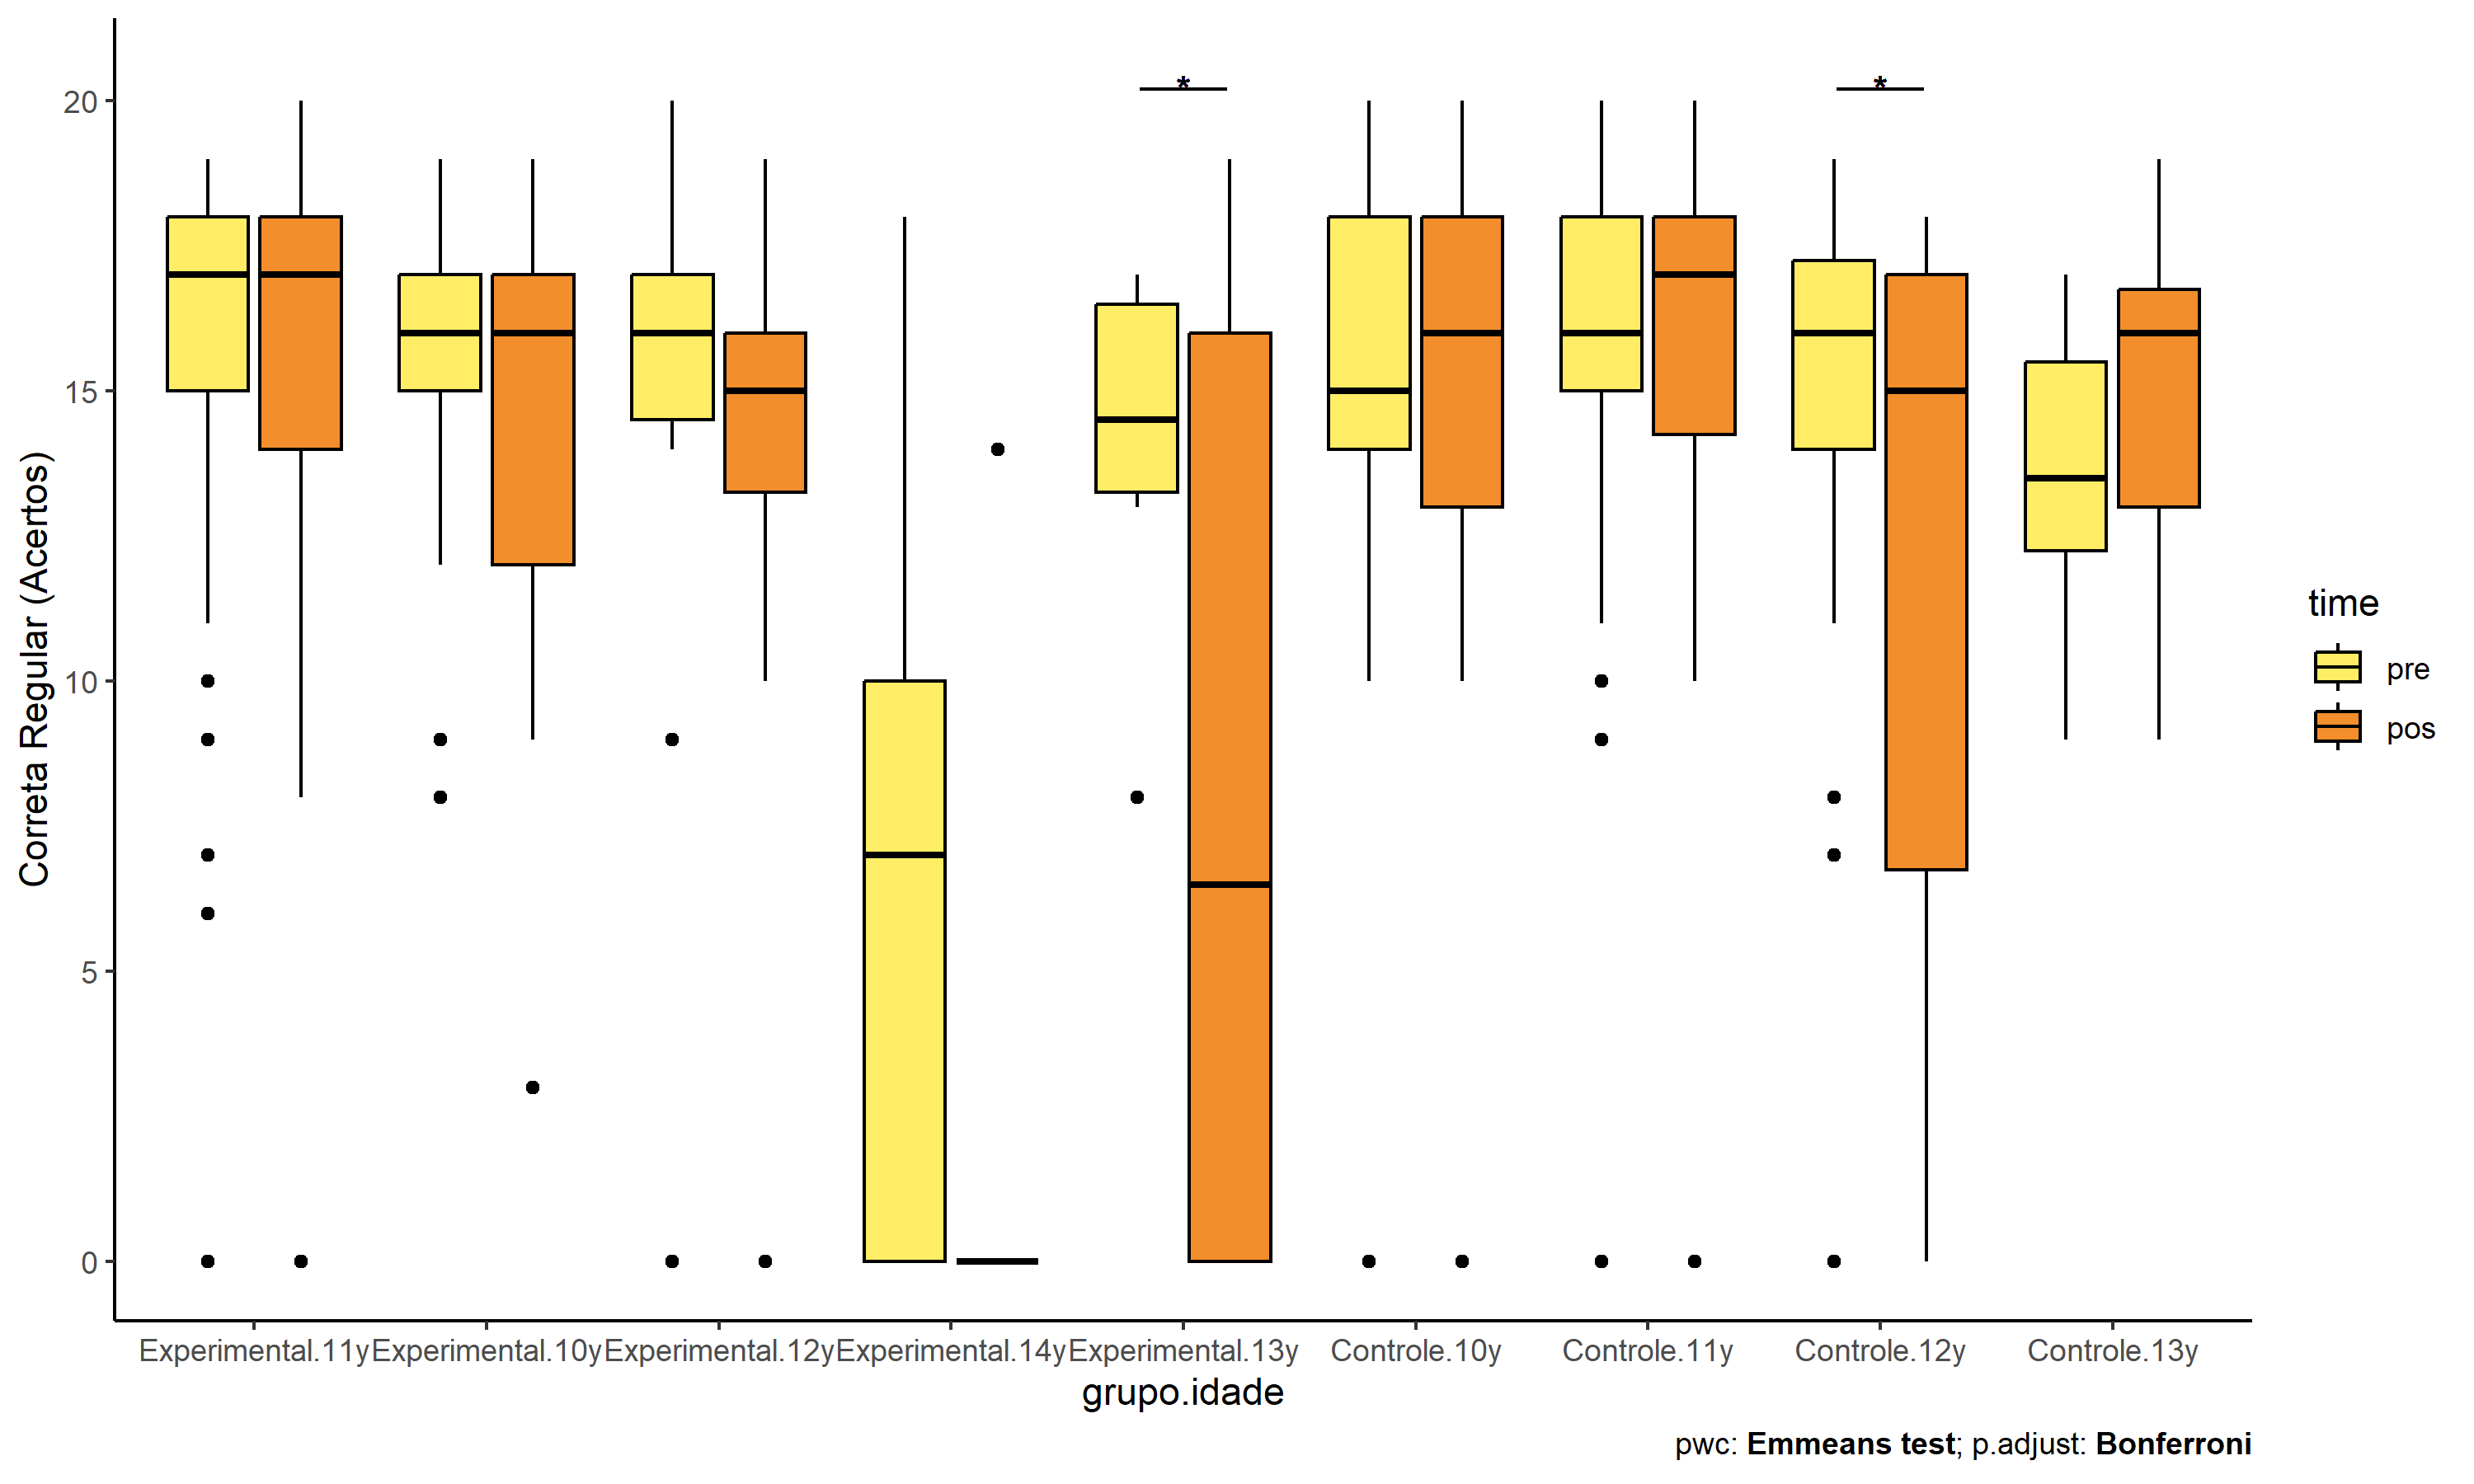 Correta Regular (Acertos)
20
15
10
5
0
*
*
Experimental.11y
Experimental.10y
Experimental.12y
Experimental.14y
Experimental.13y
Controle.10y
Controle.11y
Controle.12y
Controle.13y
grupo.idade
time
pre
pos
pwc: Emmeans test; p.adjust: Bonferroni